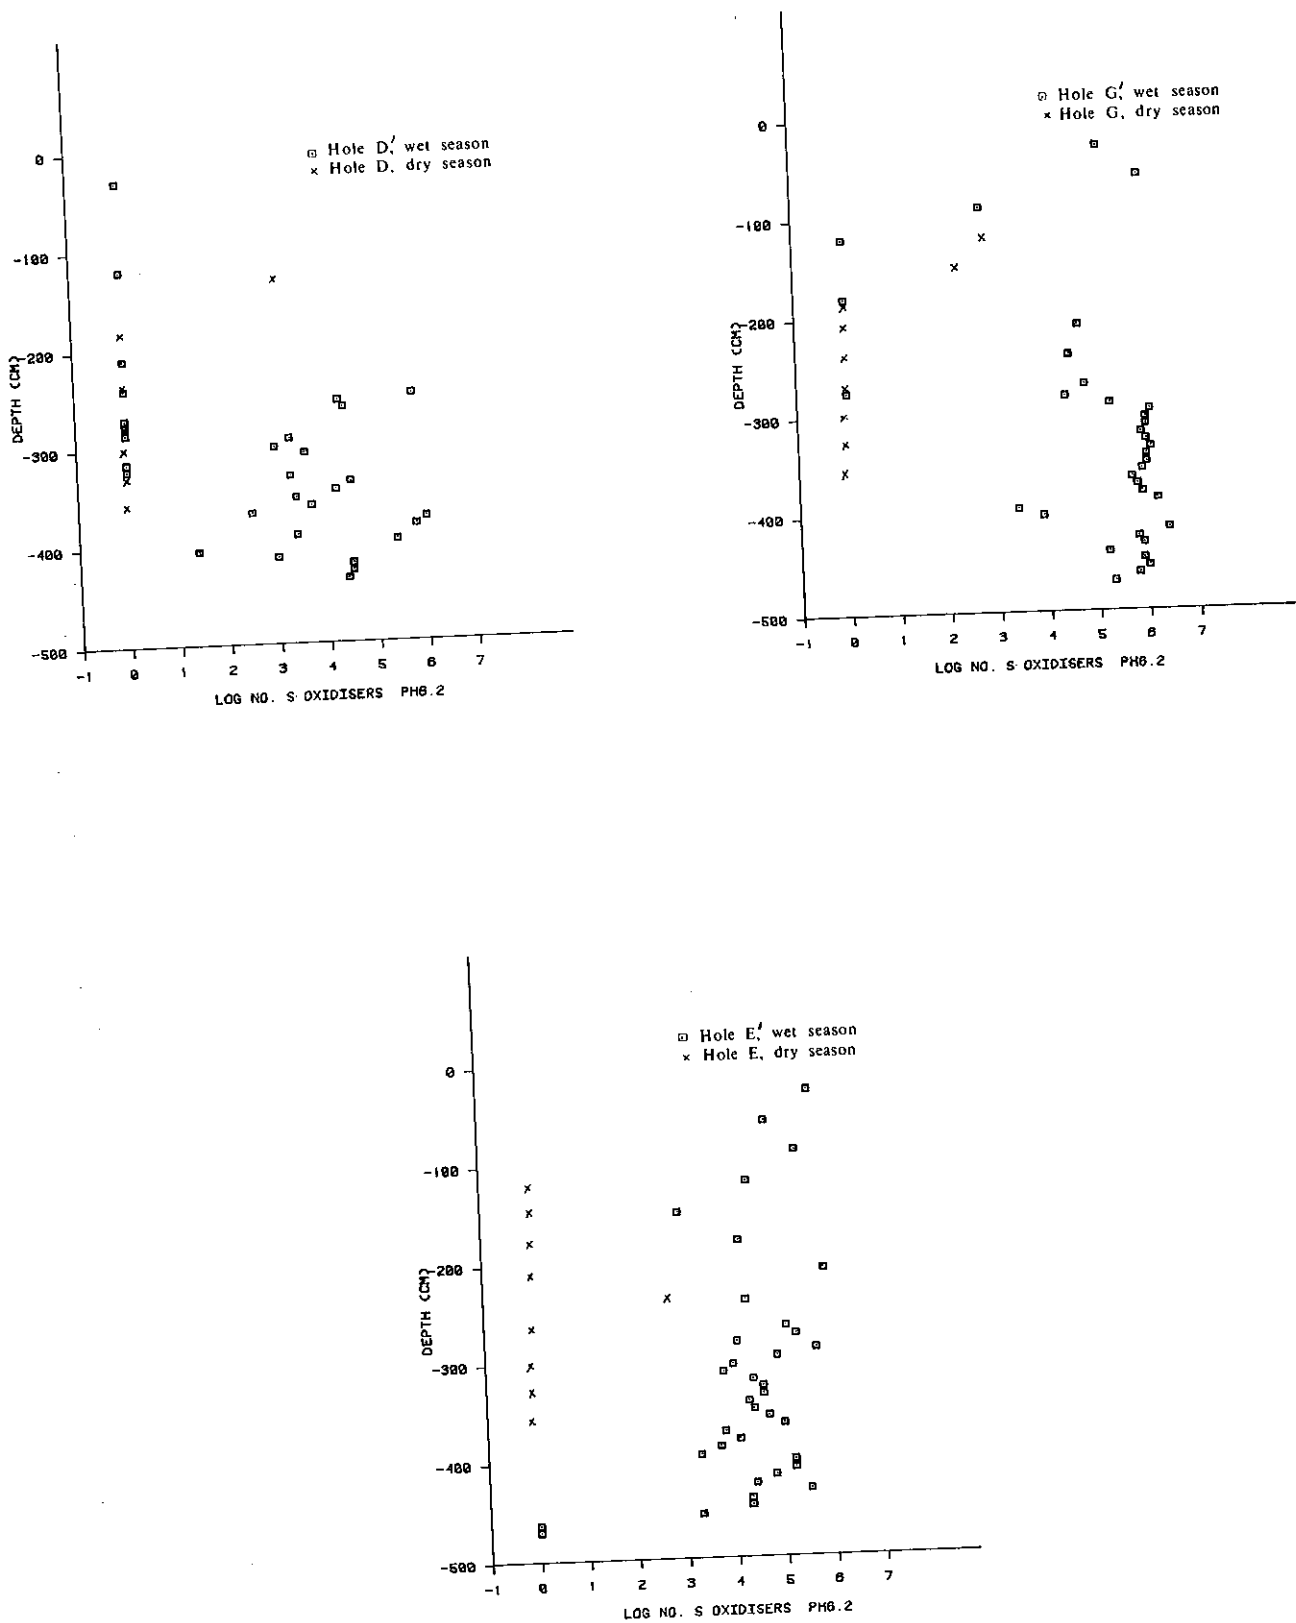 Hole D,' wet season
Hole D, dry season
0
-100
-200
-300
-400
-500
DEPTH (CM)
-1 0 1 2 3 4 5 6 7
LOG NO. S OXIDISERS PH6.2
Hole G,' wet season
Hole G, dry season
0
-100
-200
-300
-400
-500
DEPTH (CM)
-1 0 1 2 3 4 5 6 7
LOG NO. S OXIDISERS PH6.2
Hole E,' wet season
Hole E, dry season
0
-100
-200
-300
-400
-500
DEPTH (CM)
-1 0 1 2 3 4 5 6 7
LOG NO. S OXIDISERS PH6.2